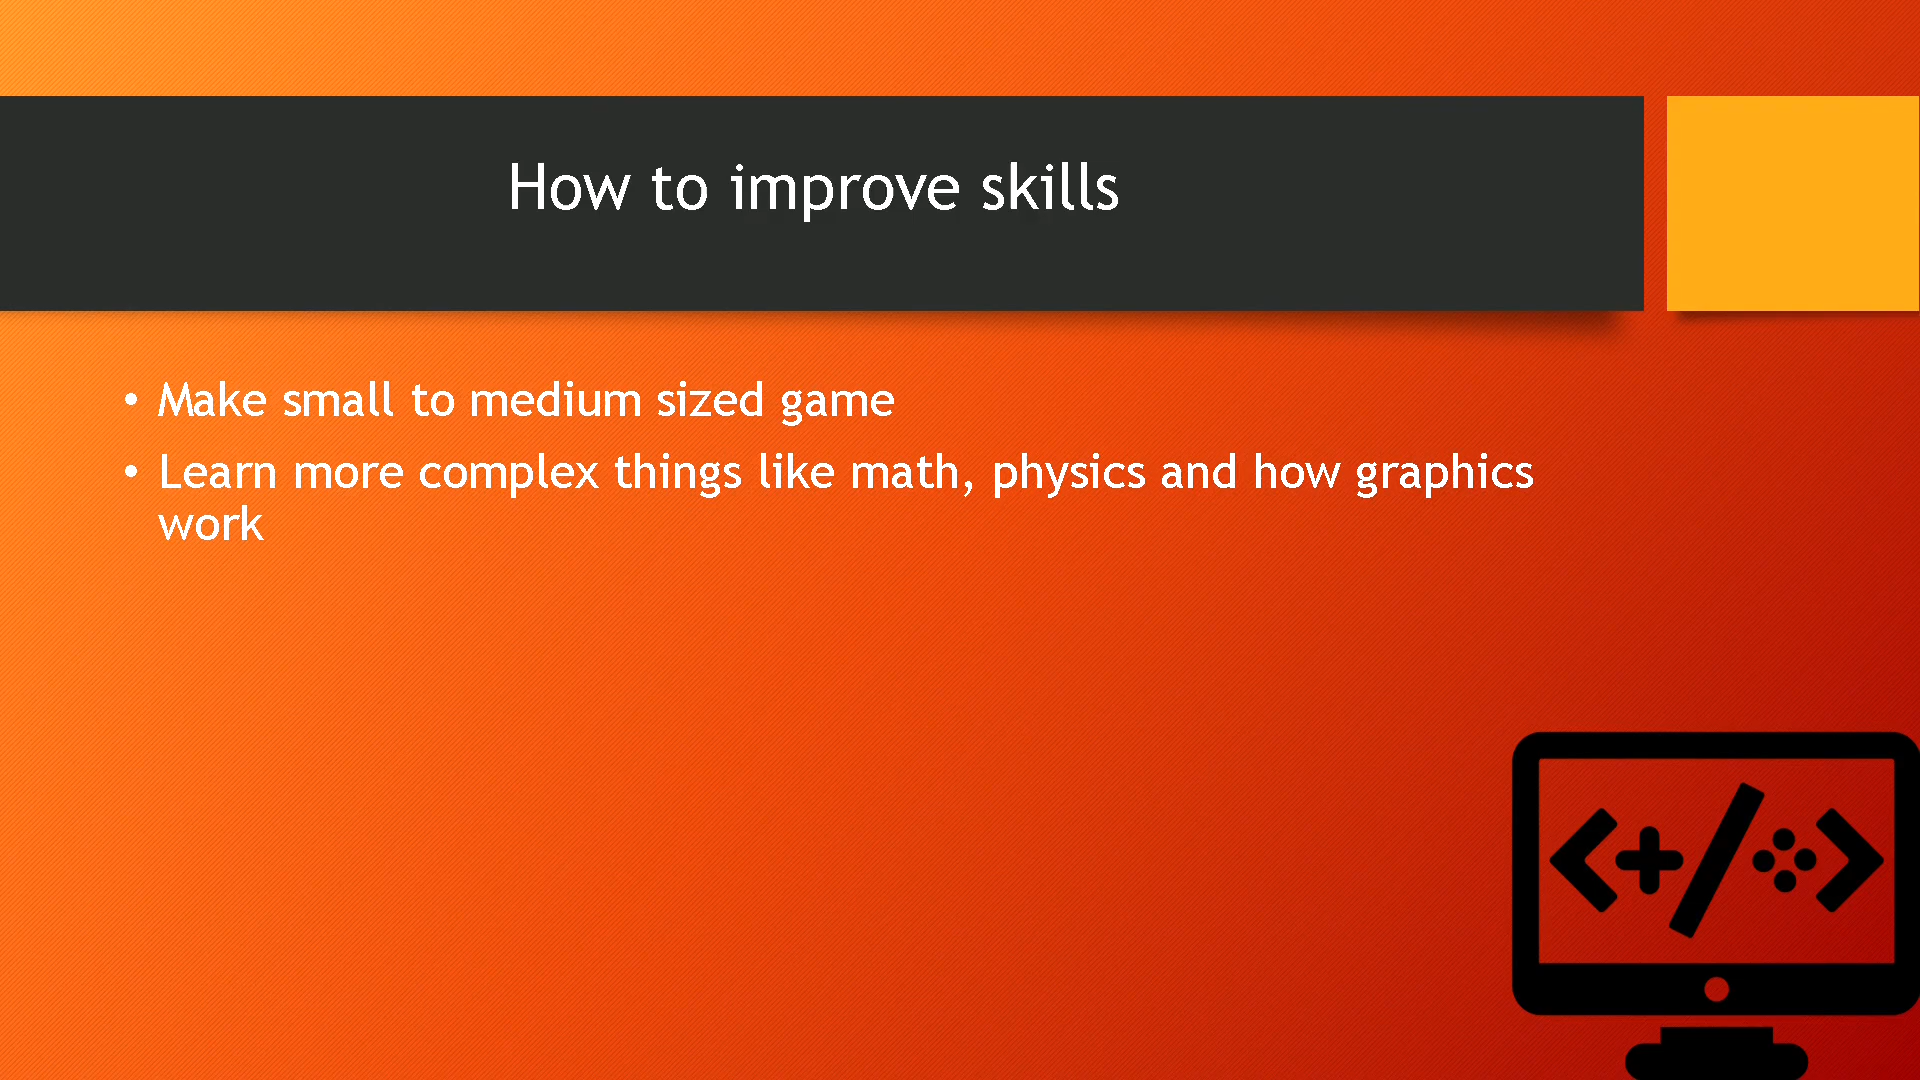 How to improve skills
• Make small to medium sized game
• Learn more complex things like math, physics and how graphics
work